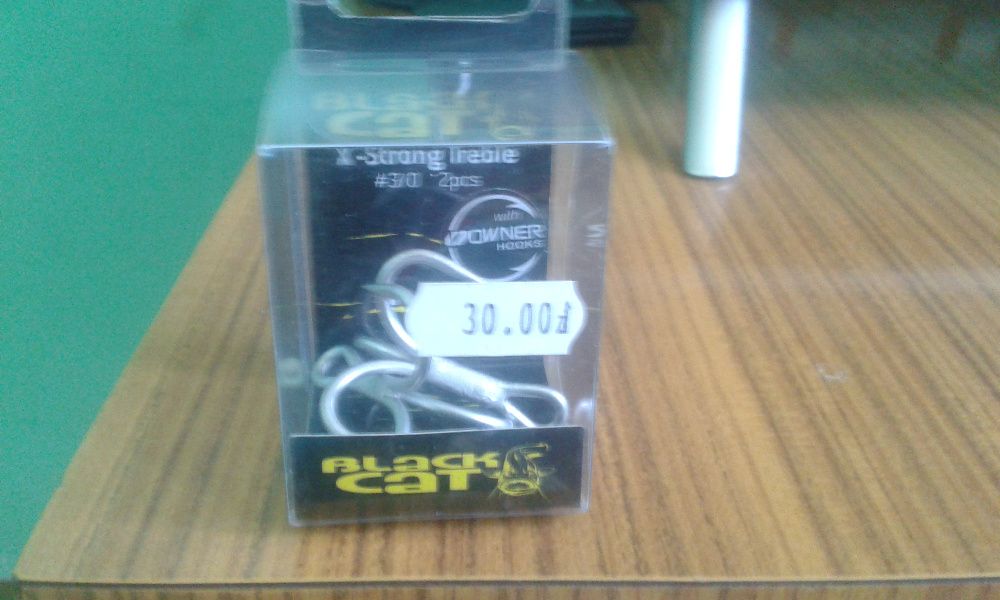 BLACK
CAT
X-Strong Treble
#3/0 2pcs
with
OWNER
HOOKS
30.00
BLACK
CAT